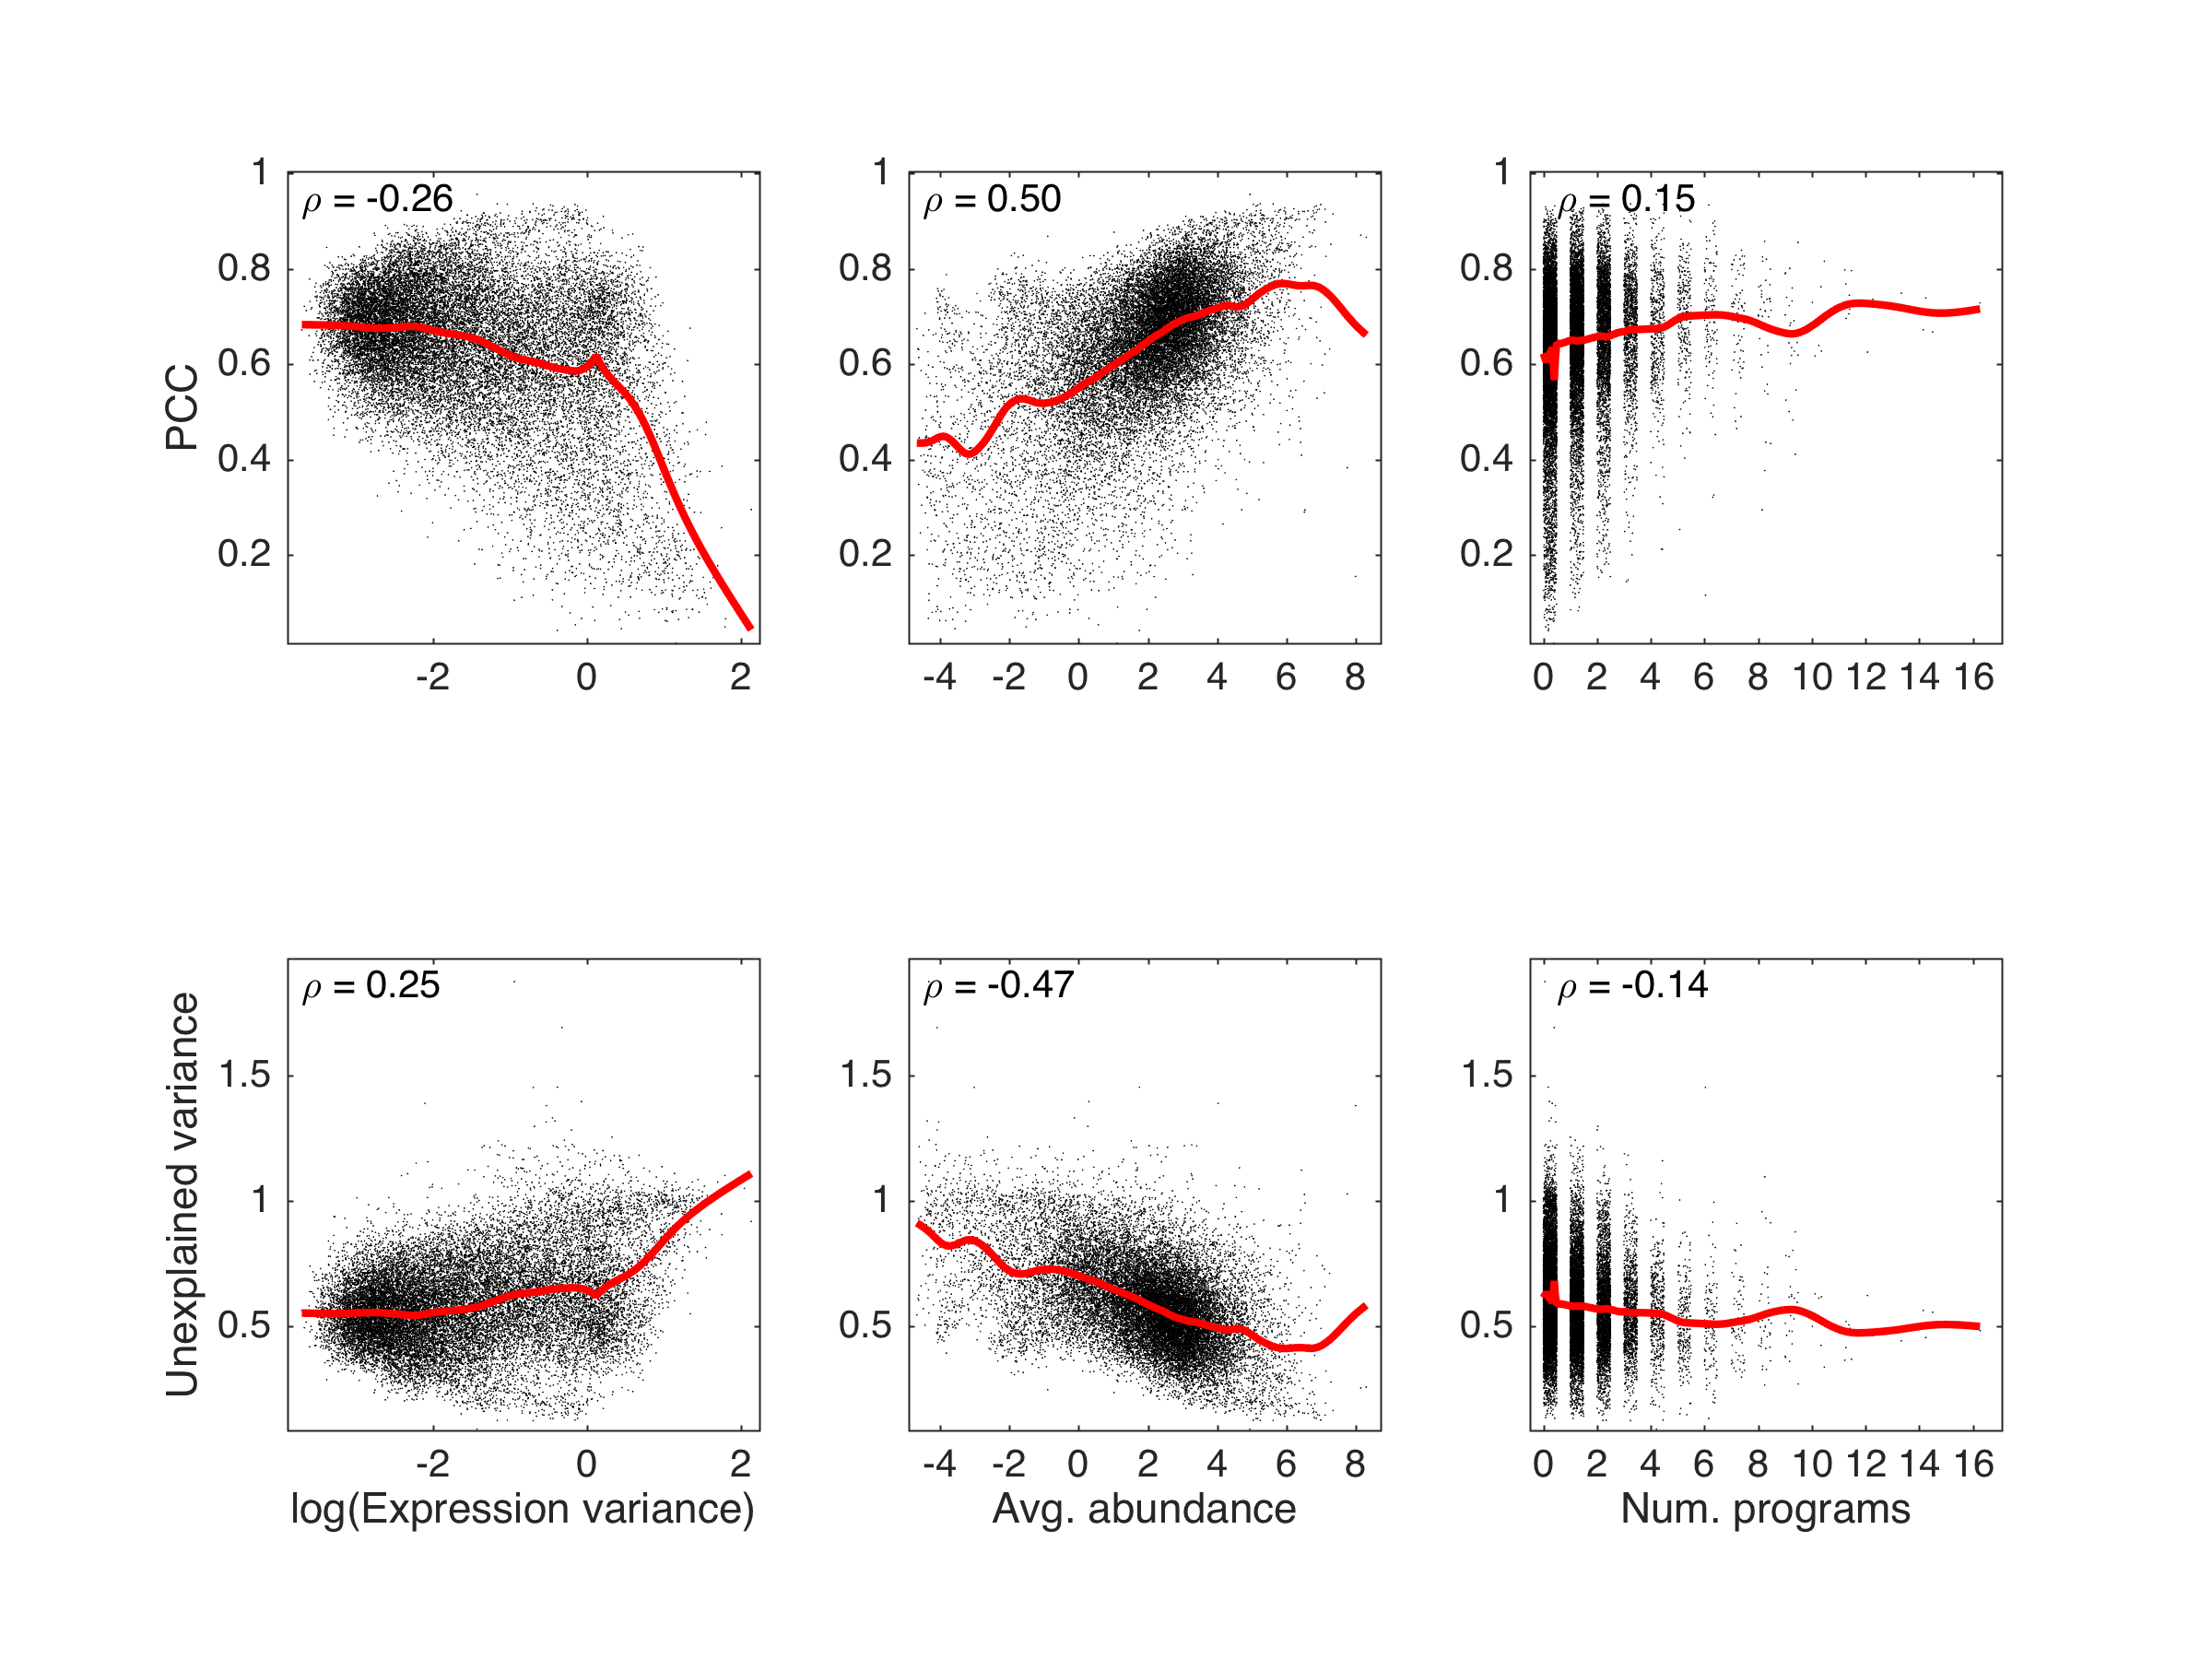 ρ = -0.26
ρ = 0.50
ρ = 0.15
PCC
1
0.8
0.6
0.4
0.2
1
0.8
0.6
0.4
0.2
1
0.8
0.6
0.4
0.2
-2 0 2
-4 -2 0 2 4 6 8
0 2 4 6 8 10 12 14 16
ρ = 0.25
ρ = -0.47
ρ = -0.14
Unexplained variance
1.5
1
0.5
1.5
1
0.5
1.5
1
0.5
-2 0 2
-4 -2 0 2 4 6 8
0 2 4 6 8 10 12 14 16
log(Expression variance)
Avg. abundance
Num. programs